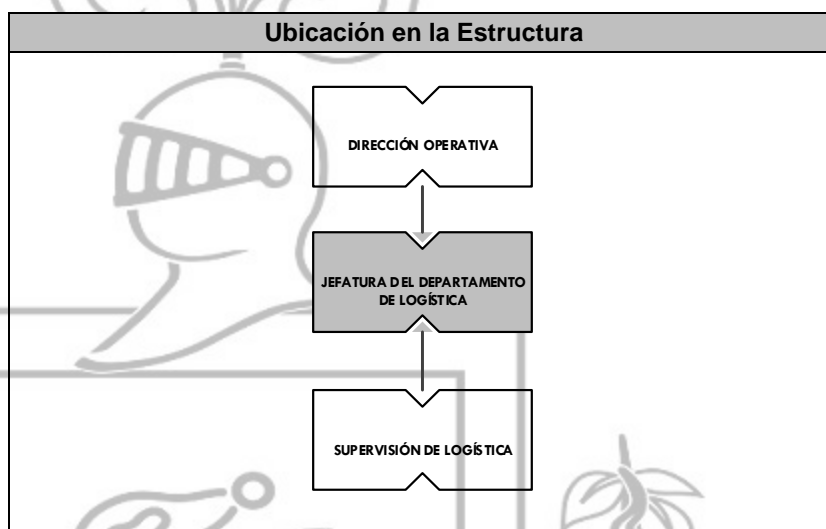 Ubicación en la Estructura
DIRECCIÓN OPERATIVA
JEFATURA DEL DEPARTAMENTO
DE LOGÍSTICA
SUPERVISIÓN DE LOGÍSTICA